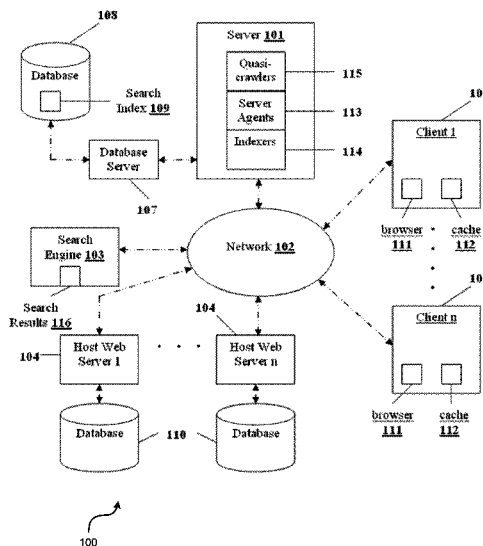 108
Database
Search
Index 109
Database
Server
107
Server 101
Quasi-
crawlers
Server
Agents
Indexers
115
113
114
10
Client 1
browser
111
cache
112
Search
Engine 103
Search
Results 116
Network 102
104
104
Host Web
Server 1
Host Web
Server n
Database
110
Database
10
Client n
browser
111
cache
112
100